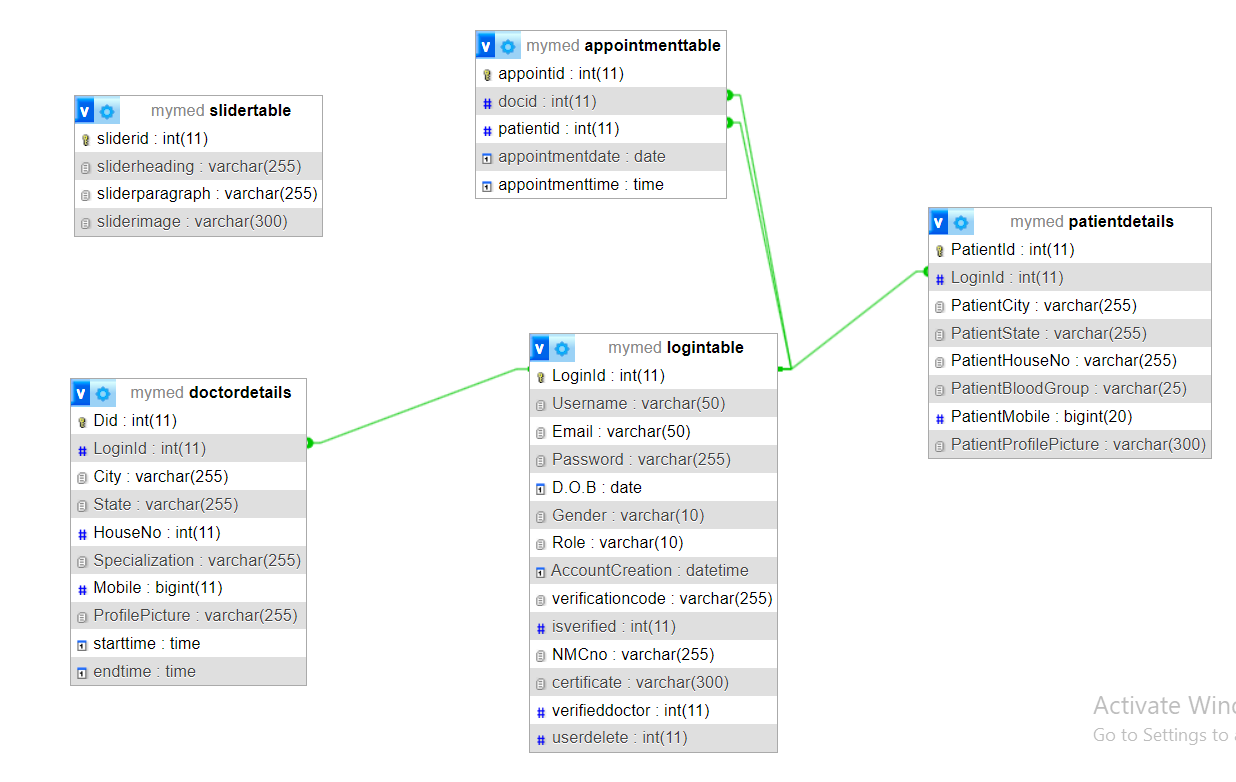 v mymed appointmenttable
appointid : int(11)
docid : int(11)
patientid : int(11)
appointmentdate : date
appointmenttime : time
v mymed slidertable
sliderid : int(11)
sliderheading : varchar(255)
sliderparagraph : varchar(255)
sliderimage : varchar(300)
v mymed patientdetails
PatientId : int(11)
LoginId : int(11)
PatientCity : varchar(255)
PatientState : varchar(255)
PatientHouseNo : varchar(255)
PatientBloodGroup : varchar(25)
PatientMobile : bigint(20)
PatientProfilePicture : varchar(300)
v mymed logintable
LoginId : int(11)
Username : varchar(50)
Email : varchar(50)
Password : varchar(255)
D.O.B : date
Gender : varchar(10)
Role : varchar(10)
AccountCreation : datetime
verificationcode : varchar(255)
isverified : int(11)
NMCno : varchar(255)
certificate : varchar(300)
verifieddoctor : int(11)
userdelete : int(11)
v mymed doctordetails
Did : int(11)
LoginId : int(11)
City : varchar(255)
State : varchar(255)
HouseNo : int(11)
Specialization : varchar(255)
Mobile : bigint(11)
ProfilePicture : varchar(255)
starttime : time
endtime : time
Activate Win
Go to Settings to